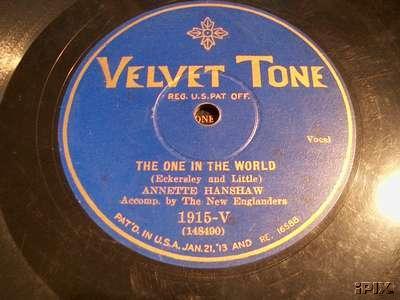 VELVET TONE
REG. U.S. PAT OFF.
ONE
Vocal
THE ONE IN THE WORLD
(Eckersley and Little)
ANNETTE HANSHAW
Accomp. by The New Englanders
1915-V
(148490)
PAT'D. IN U.S.A. JAN. 21, '13 AND RE. 16588
iPIX